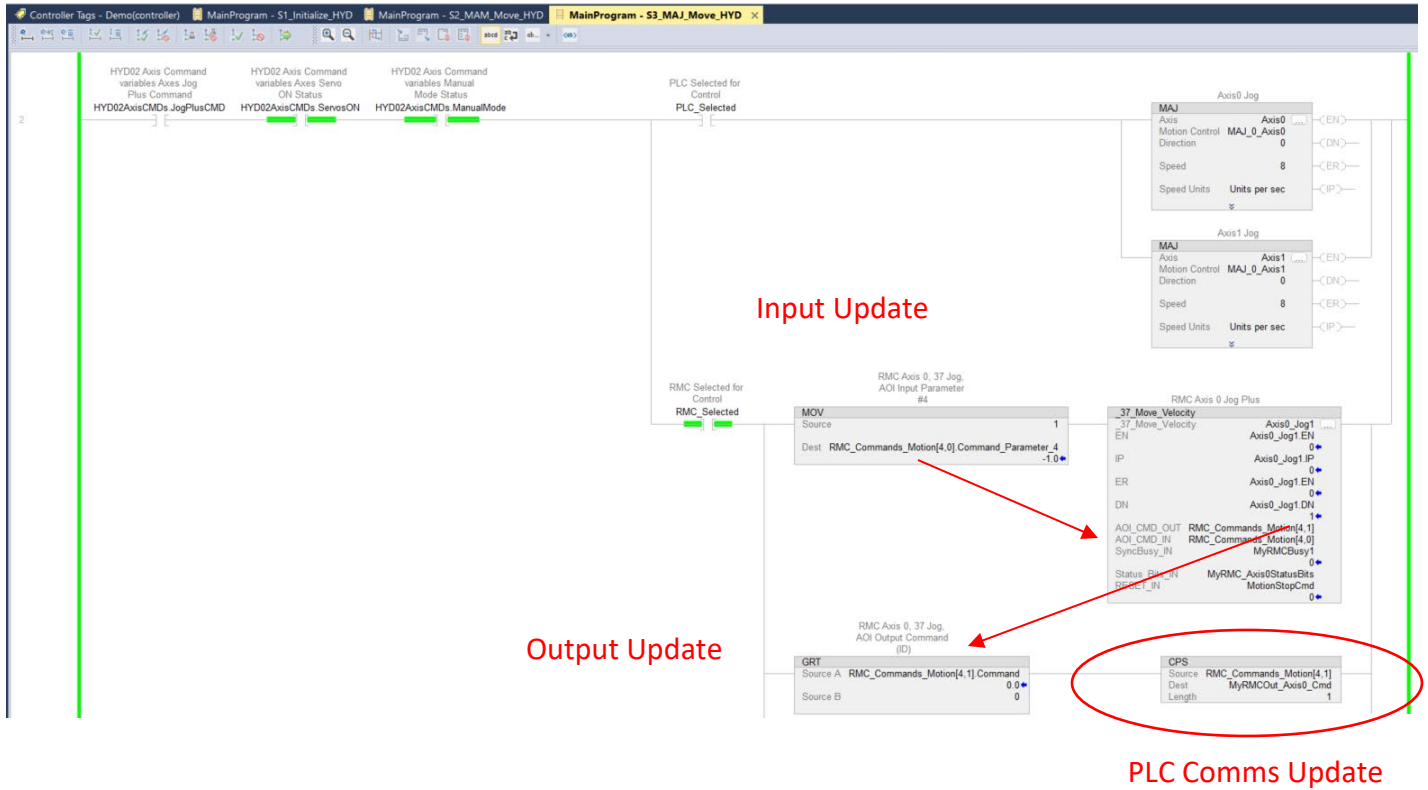 Controller Tags - Demo(controller) MainProgram - S1_Initialize_HYD MainProgram - S2_MAM_Move_HYD MainProgram - S3_MAJ_Move_HYD ×
abcd ab..
2
HYD02 Axis Command
variables Axes Jog
Plus Command
HYD02AxisCMDs.JogPlusCMD
HYD02 Axis Command
variables Axes Servo
ON Status
HYD02AxisCMDs.ServosON
HYD02 Axis Command
variables Manual
Mode Status
HYD02AxisCMDs.ManualMode
PLC Selected for
Control
PLC_Selected
Axis0 Jog
MAJ
Axis Axis0 ... EN
Motion Control MAJ_0_Axis0
Direction 0 DN
Speed 8 ER
Speed Units Units per sec IP
Axis1 Jog
MAJ
Axis Axis1 ... EN
Motion Control MAJ_0_Axis1
Direction 0 DN
Speed 8 ER
Speed Units Units per sec IP
Input Update
RMC Selected for
Control
RMC_Selected
RMC Axis 0, 37 Jog,
AOI Input Parameter
#4
MOV
Source 1
Dest RMC_Commands_Motion[4,0].Command_Parameter_4
-1.0
RMC Axis 0 Jog Plus
_37_Move_Velocity
_37_Move_Velocity Axis0_Jog1 ...
EN Axis0_Jog1.EN
0
IP Axis0_Jog1.IP
0
ER Axis0_Jog1.EN
0
DN Axis0_Jog1.DN
1
AOI_CMD_OUT RMC_Commands_Motion[4,1]
AOI_CMD_IN RMC_Commands_Motion[4,0]
SyncBusy_IN MyRMCBusy1
0
Status_Bits_IN MyRMC_Axis0StatusBits
RESET_IN MotionStopCmd
0
Output Update
RMC Axis 0, 37 Jog,
AOI Output Command
(ID)
GRT
Source A RMC_Commands_Motion[4,1].Command
0.0
Source B 0
CPS
Source RMC_Commands_Motion[4,1]
Dest MyRMCOut_Axis0_Cmd
Length 1
PLC Comms Update